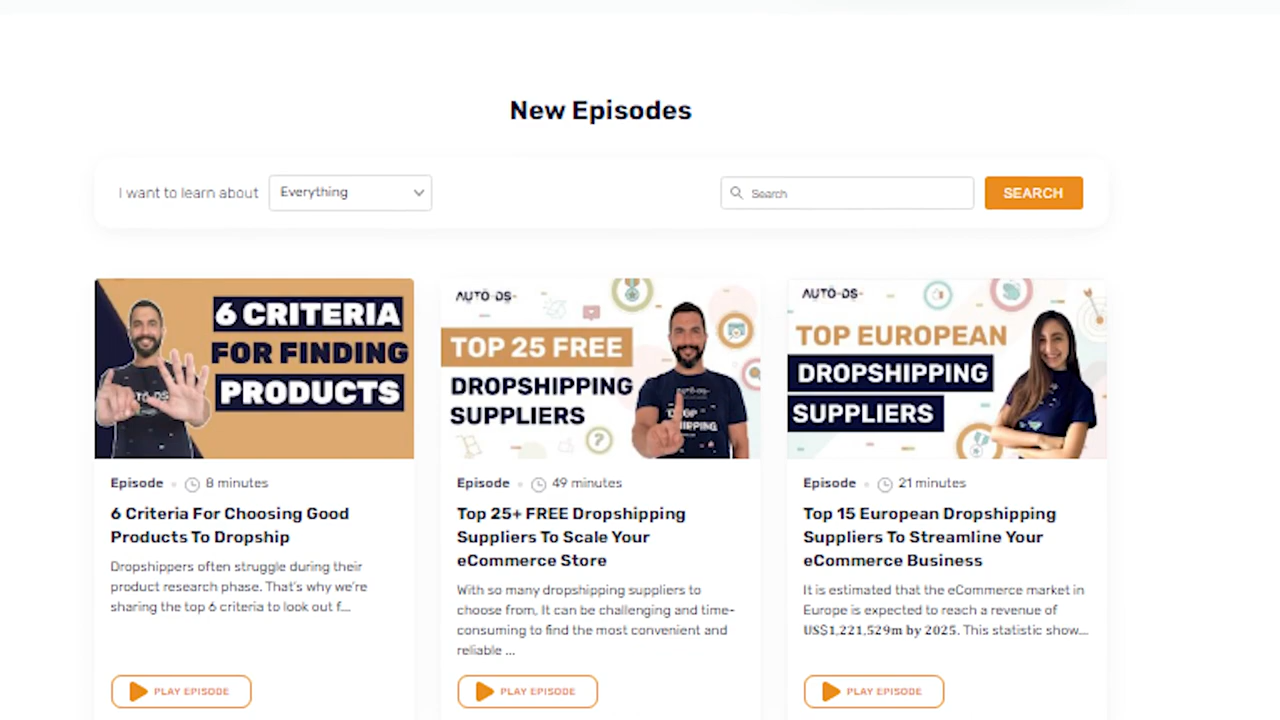 New Episodes
I want to learn about
Everything
Search
SEARCH
6 CRITERIA
FOR FINDING
PRODUCTS
AUTO-DS-
AUTO-DS-
TOP 25 FREE
DROPSHIPPING
SUPPLIERS
AUTO-DS-
DROP
SHIPPING
?
AUTO-DS-
TOP EUROPEAN
DROPSHIPPING
SUPPLIERS
Episode 8 minutes
6 Criteria For Choosing Good
Products To Dropship
Dropshippers often struggle during their
product research phase. That's why we're
sharing the top 6 criteria to look out f...
PLAY EPISODE
Episode 49 minutes
Top 25+ FREE Dropshipping
Suppliers To Scale Your
eCommerce Store
With so many dropshipping suppliers to
choose from, It can be challenging and time-
consuming to find the most convenient and
reliable ...
PLAY EPISODE
Episode 21 minutes
Top 15 European Dropshipping
Suppliers To Streamline Your
eCommerce Business
It is estimated that the eCommerce market in
Europe is expected to reach a revenue of
US$1,221,529m by 2025. This statistic show...
PLAY EPISODE